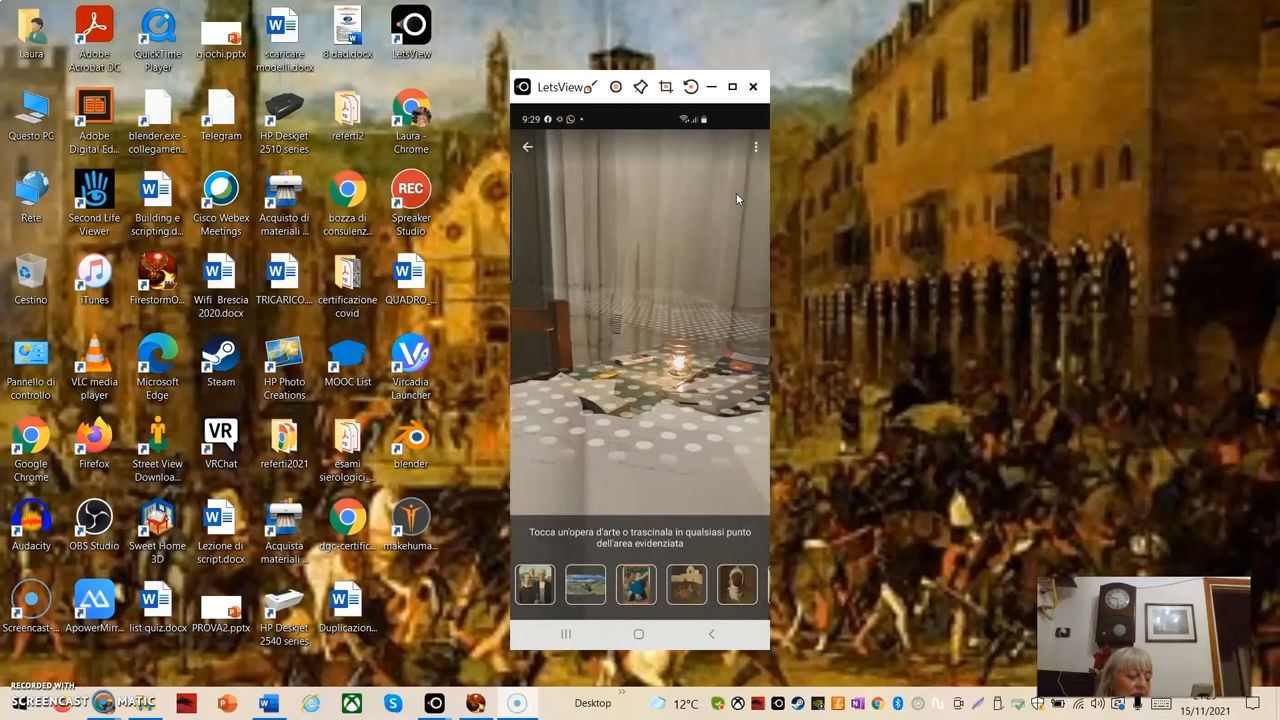 Laura
Adobe
Acrobat DC
QuickTime
Player
giochi.pptx
scaricare
modelli.docx
8.dad.docx
LetsView
Questo PC
Adobe
Digital Ed...
blender.exe -
collegamen...
Telegram
HP Deskjet
2510 series
referti2
Laura -
Chrome
Rete
Second Life
Viewer
Building e
scripting.d...
Cisco Webex
Meetings
Acquisto di
materiali ...
bozza di
consulenz...
REC
Spreaker
Studio
Cestino
iTunes
FirestormO...
Wifi Brescia
2020.docx
TRICARICO....
certificazione
covid
QUADRO_...
Pannello di
controllo
VLC media
player
Microsoft
Edge
Steam
HP Photo
Creations
MOOC List
Vircadia
Launcher
Google
Chrome
Firefox
Street View
Downloa...
VR
VRChat
referti2021
esami
sierologici_...
blender
Audacity
OBS Studio
Sweet Home
3D
Lezione di
script.docx
Acquista
materiali ...
dgc-certific...
makehuma...
Screencast-...
ApowerMirr...
list-quiz.docx
PROVA2.pptx
HP Deskjet
2540 series
Duplicazion...
LetsView
9:29
Tocca un'opera d'arte o trascinala in qualsiasi punto
dell'area evidenziata
RECORDED WITH
SCREENCAST MATIC
Desktop
12°C
15/11/2021